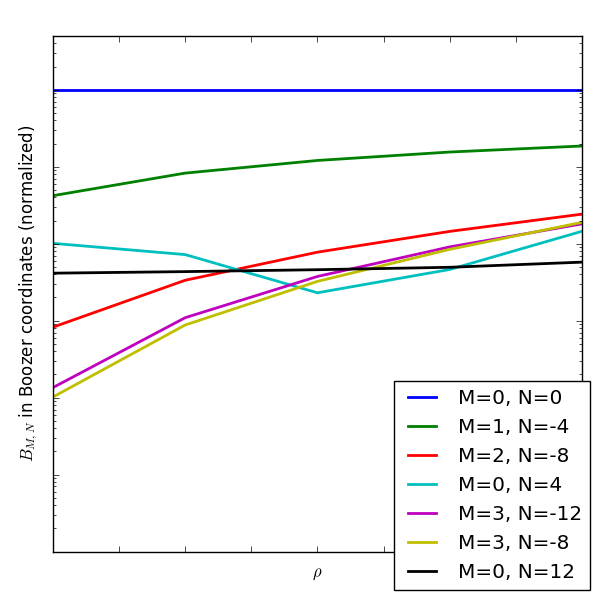 B_{M,N} in Boozer coordinates (normalized)
ρ
M=0, N=0
M=1, N=-4
M=2, N=-8
M=0, N=4
M=3, N=-12
M=3, N=-8
M=0, N=12